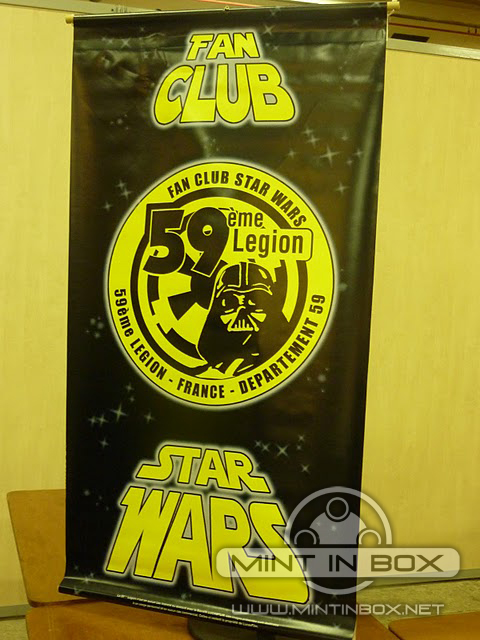 FAN
CLUB
FAN CLUB STAR WARS
59ème
Legion
59ème LEGION - FRANCE - DEPARTEMENT 59
STAR
WARS
MINT IN BOX
WWW.MINTINBOX.NET